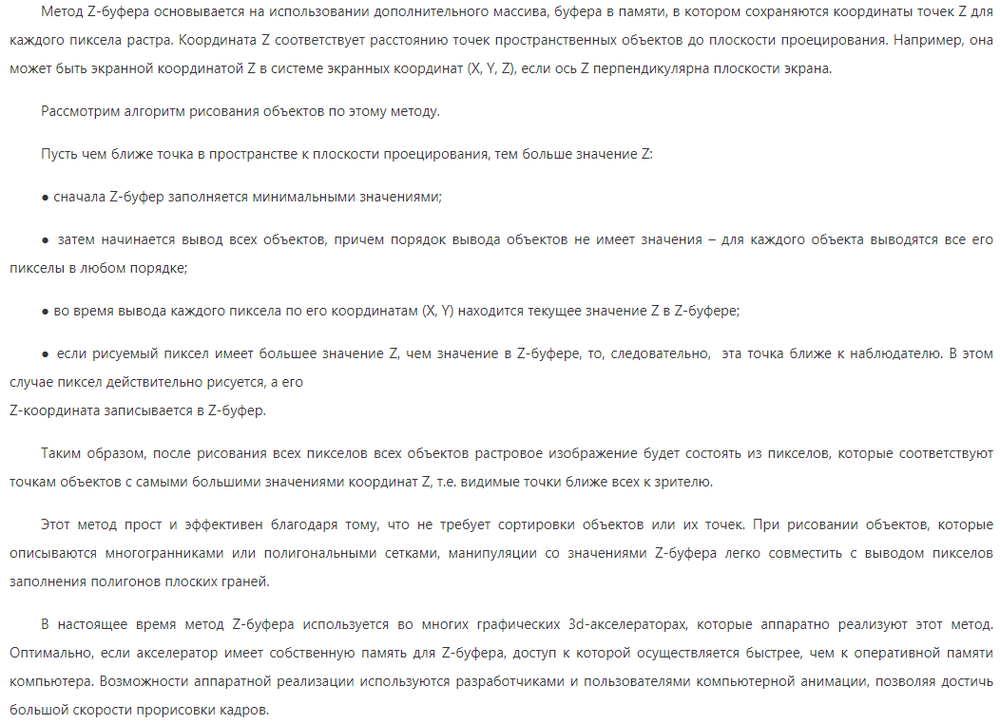 Метод Z-буфера основывается на использовании дополнительного массива, буфера в памяти, в котором сохраняются координаты точек Z для
каждого пиксела растра. Координата Z соответствует расстоянию точек пространственных объектов до плоскости проецирования. Например, она
может быть экранной координатой Z в системе экранных координат (X, Y, Z), если ось Z перпендикулярна плоскости экрана.
Рассмотрим алгоритм рисования объектов по этому методу.
Пусть чем ближе точка в пространстве к плоскости проецирования, тем больше значение Z:
● сначала Z-буфер заполняется минимальными значениями;
● затем начинается вывод всех объектов, причем порядок вывода объектов не имеет значения – для каждого объекта выводятся все его
пикселы в любом порядке;
● во время вывода каждого пиксела по его координатам (X, Y) находится текущее значение Z в Z-буфере;
● если рисуемый пиксел имеет большее значение Z, чем значение в Z-буфере, то, следовательно, эта точка ближе к наблюдателю. В этом
случае пиксел действительно рисуется, а его
Z-координата записывается в Z-буфер.
Таким образом, после рисования всех пикселов всех объектов растровое изображение будет состоять из пикселов, которые соответствуют
точкам объектов с самыми большими значениями координат Z, т.е. видимые точки ближе всех к зрителю.
Этот метод прост и эффективен благодаря тому, что не требует сортировки объектов или их точек. При рисовании объектов, которые
описываются многогранниками или полигональными сетками, манипуляции со значениями Z-буфера легко совместить с выводом пикселов
заполнения полигонов плоских граней.
В настоящее время метод Z-буфера используется во многих графических 3d-акселераторах, которые аппаратно реализуют этот метод.
Оптимально, если акселератор имеет собственную память для Z-буфера, доступ к которой осуществляется быстрее, чем к оперативной памяти
компьютера. Возможности аппаратной реализации используются разработчиками и пользователями компьютерной анимации, позволяя достичь
большой скорости прорисовки кадров.